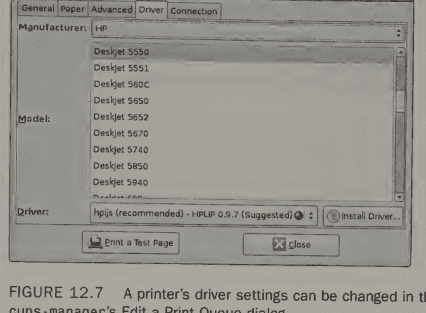 General Paper Advanced Driver Connection
Manufacturer: HP
Deskjet 5550
Deskjet 5551
Deskjet 560C
Deskjet 5650
Deskjet 5652
Model: Deskjet 5670
Deskjet 5740
Deskjet 5850
Deskjet 5940
Driver: hpijs (recommended) - HPLIP 0.9.7 (Suggested) Install Driver...
Print a Test Page Close
FIGURE 12.7 A printer's driver settings can be changed in
cups-manager's Edit a Print Queue dialog